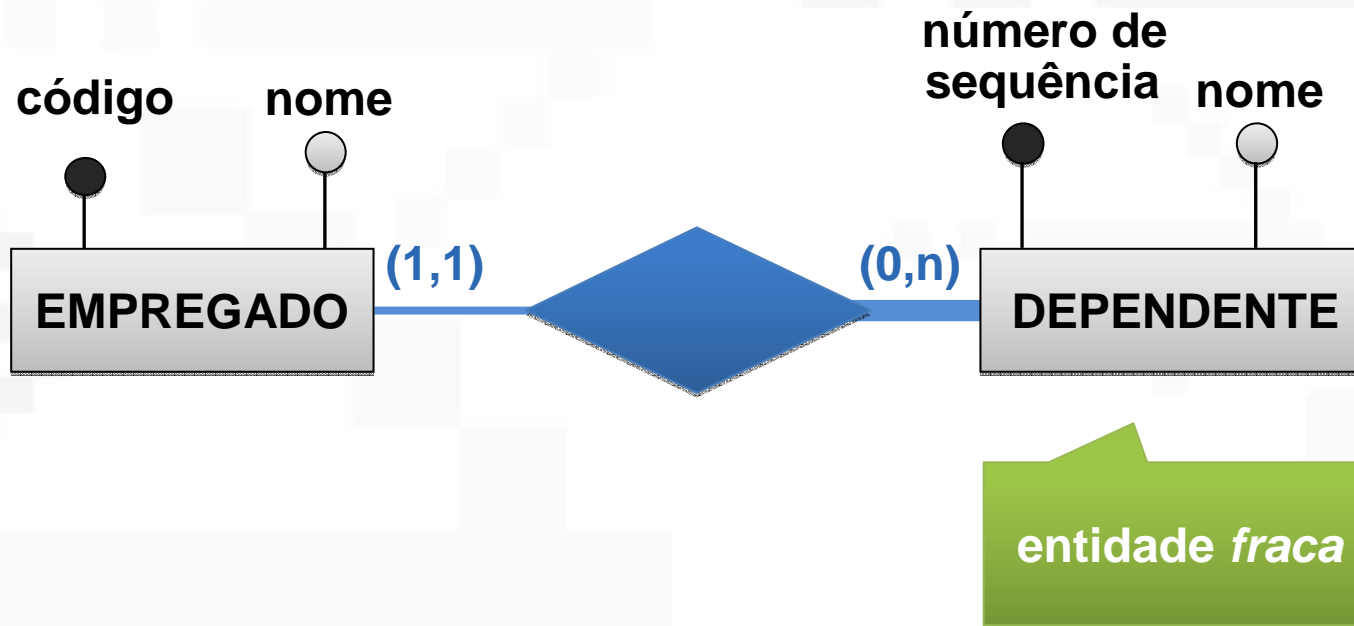 código
nome
número de
sequência
nome
EMPREGADO
(1,1)
(0,n)
DEPENDENTE
entidade fraca